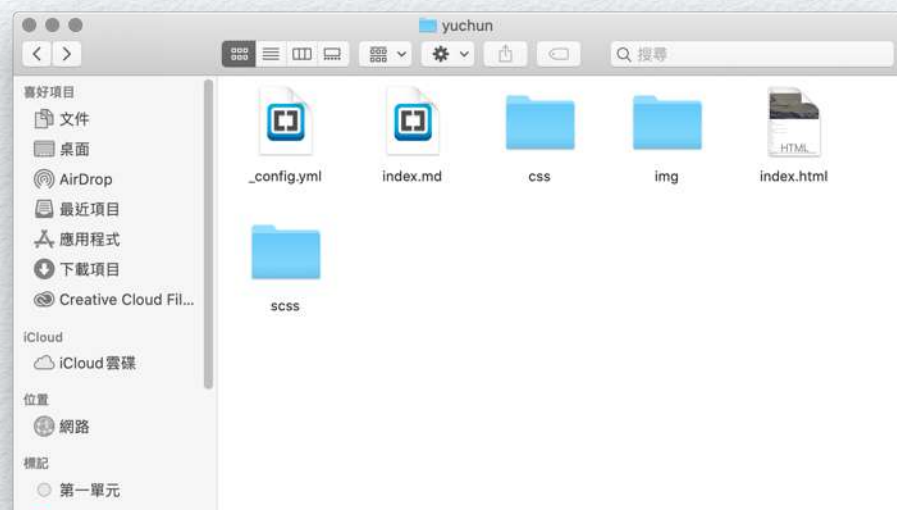 yuchun
搜尋
喜好項目
文件
桌面
AirDrop
最近項目
應用程式
下載項目
Creative Cloud Fil...
iCloud
iCloud 雲碟
位置
網路
標記
第一單元
_config.yml
index.md
css
img
HTML
index.html
scss